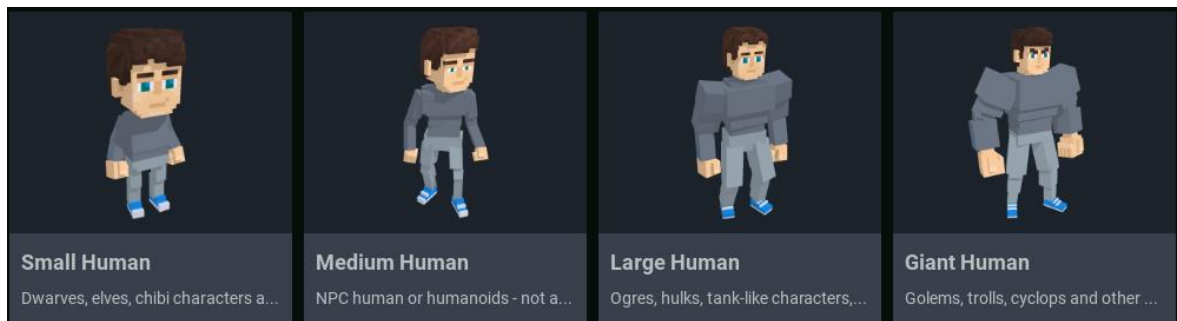 Small Human
Dwarves, elves, chibi characters a...
Medium Human
NPC human or humanoids - not a...
Large Human
Ogres, hulks, tank-like characters,...
Giant Human
Golems, trolls, cyclops and other ...